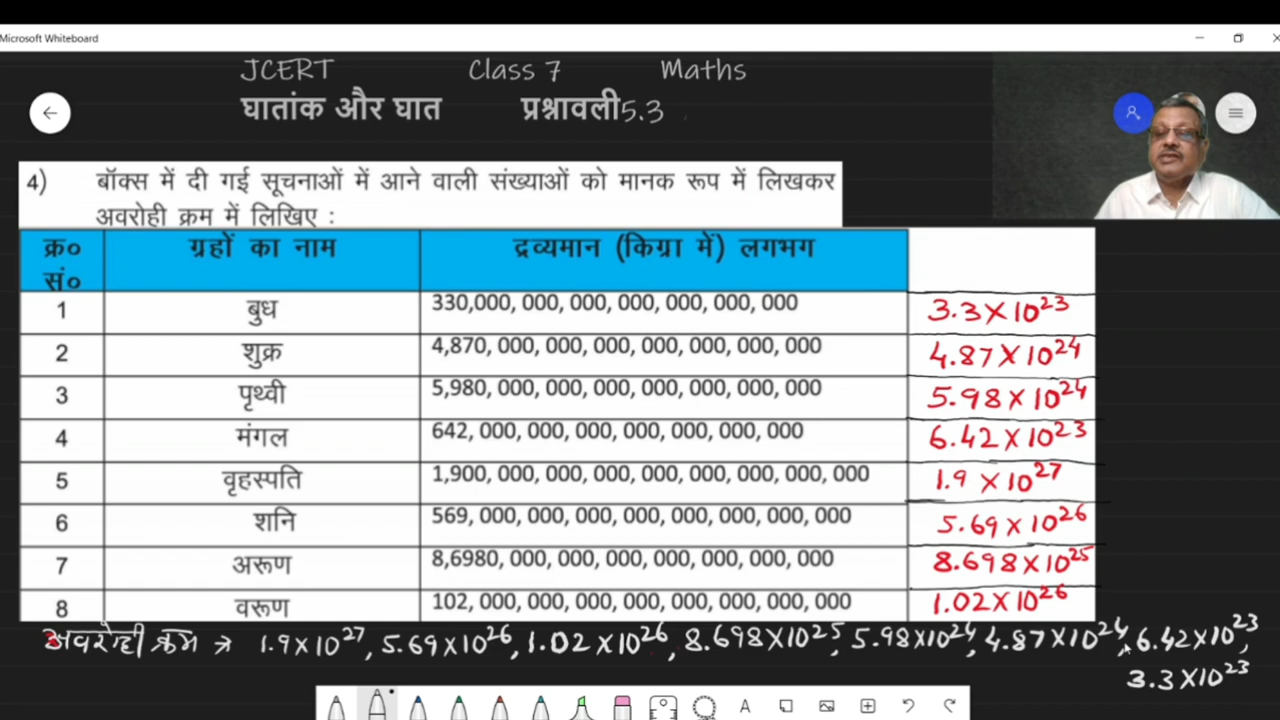 Microsoft Whiteboard
JCERT Class 7 Maths
घातांक और घात प्रश्नावली 5.3
4) बॉक्स में दी गई सूचनाओं में आने वाली संख्याओं को मानक रूप में लिखकर
अवरोही क्रम में लिखिए :
क्र० सं० ग्रहों का नाम द्रव्यमान (किग्रा में) लगभग
1 बुध 330,000, 000, 000, 000, 000, 000, 000 3.3 × 10²³
2 शुक्र 4,870, 000, 000, 000, 000, 000, 000, 000 4.87 × 10²⁴
3 पृथ्वी 5,980, 000, 000, 000, 000, 000, 000, 000 5.98 × 10²⁴
4 मंगल 642, 000, 000, 000, 000, 000, 000, 000 6.42 × 10²³
5 वृहस्पति 1,900, 000, 000, 000, 000, 000, 000, 000, 000 1.9 × 10²⁷
6 शनि 569, 000, 000, 000, 000, 000, 000, 000, 000 5.69 × 10²⁶
7 अरूण 8,6980, 000, 000, 000, 000, 000, 000, 000 8.698 × 10²⁵
8 वरूण 102, 000, 000, 000, 000, 000, 000, 000, 000 1.02 × 10²⁶
अवरोही क्रम → 1.9 × 10²⁷, 5.69 × 10²⁶, 1.02 × 10²⁶, 8.698 × 10²⁵, 5.98 × 10²⁴, 4.87 × 10²⁴, 6.42 × 10²³,
3.3 × 10²³